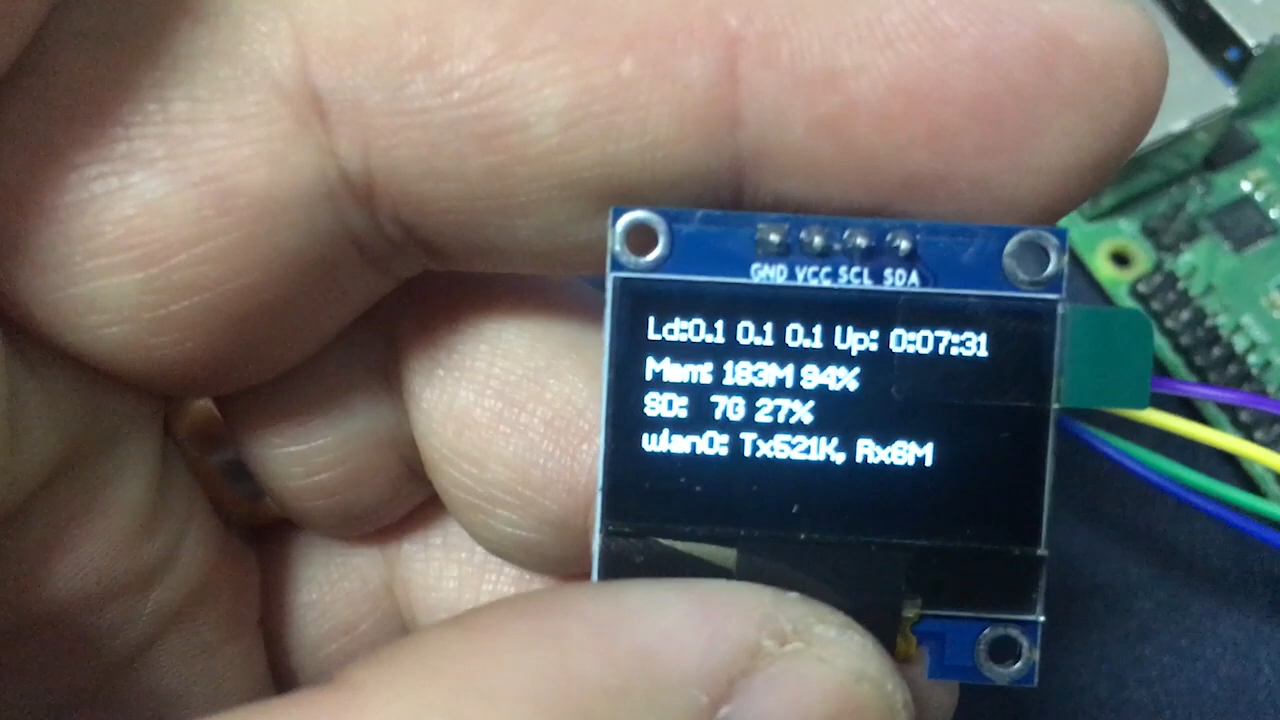 GND VCC SCL SDA
Ld:0.1 0.1 0.1 Up: 0:07:31
Mem: 183M 94%
SD: 7G 27%
wlan0: Tx521K, Rx6M